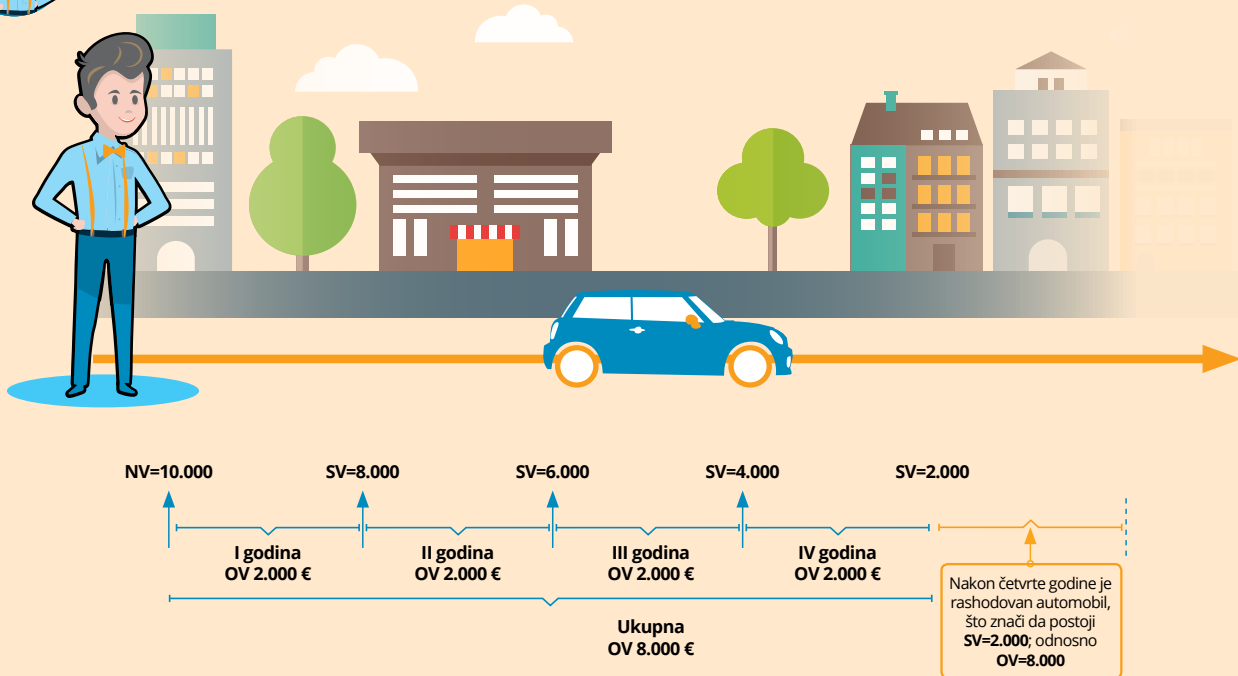 NV=10.000 SV=8.000 SV=6.000 SV=4.000 SV=2.000
I godina II godina III godina IV godina
OV 2.000 € OV 2.000 € OV 2.000 € OV 2.000 €
Ukupna
OV 8.000 €
Nakon četvrte godine je
rashodovan automobil,
što znači da postoji
SV=2.000; odnosno
OV=8.000